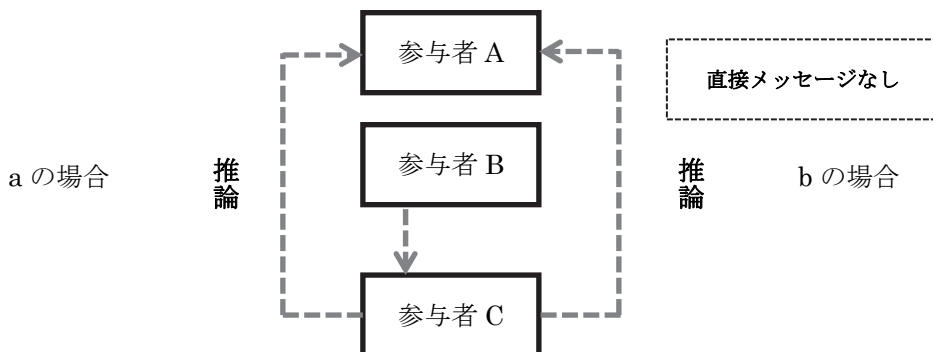 参与者 A
直接メッセージなし
参与者 B
a の場合
推論
推論
b の場合
参与者 C